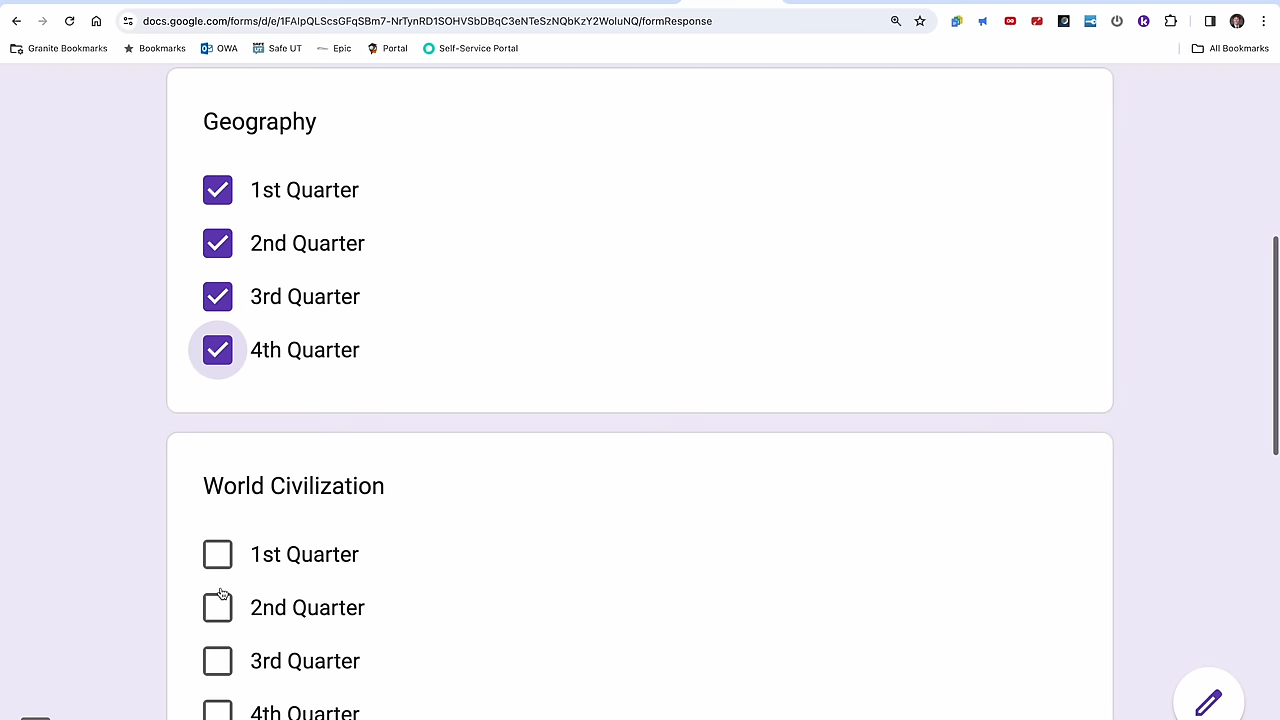 docs.google.com/forms/d/e/1FAIpQLScsGFqSBm7-NrTynRD1SOHVSbDBqC3eNTeSzNQbKzY2WoluNQ/formResponse
Granite Bookmarks Bookmarks OWA Safe UT Epic Portal Self-Service Portal All Bookmarks
Geography
1st Quarter
2nd Quarter
3rd Quarter
4th Quarter
World Civilization
1st Quarter
2nd Quarter
3rd Quarter
4th Quarter